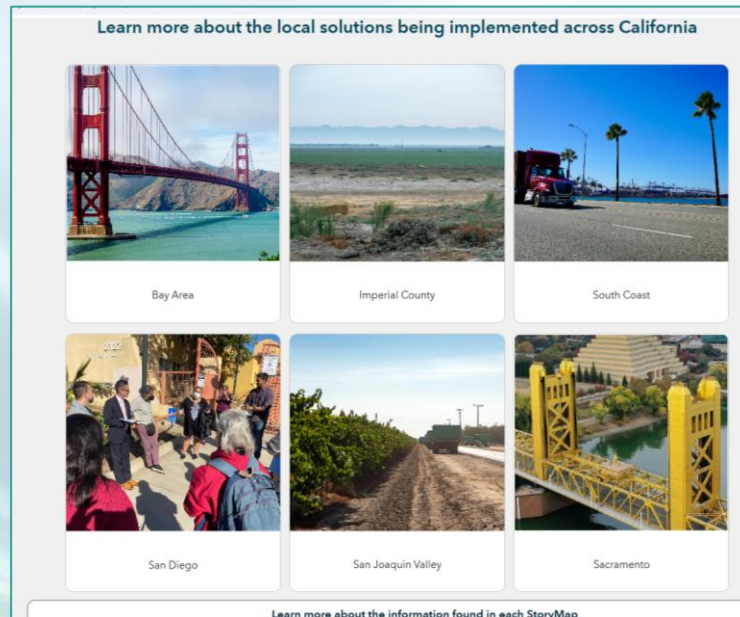 Learn more about the local solutions being implemented across California
Bay Area
Imperial County
South Coast
San Diego
San Joaquin Valley
Sacramento
Learn more about the information found in each StoryMap